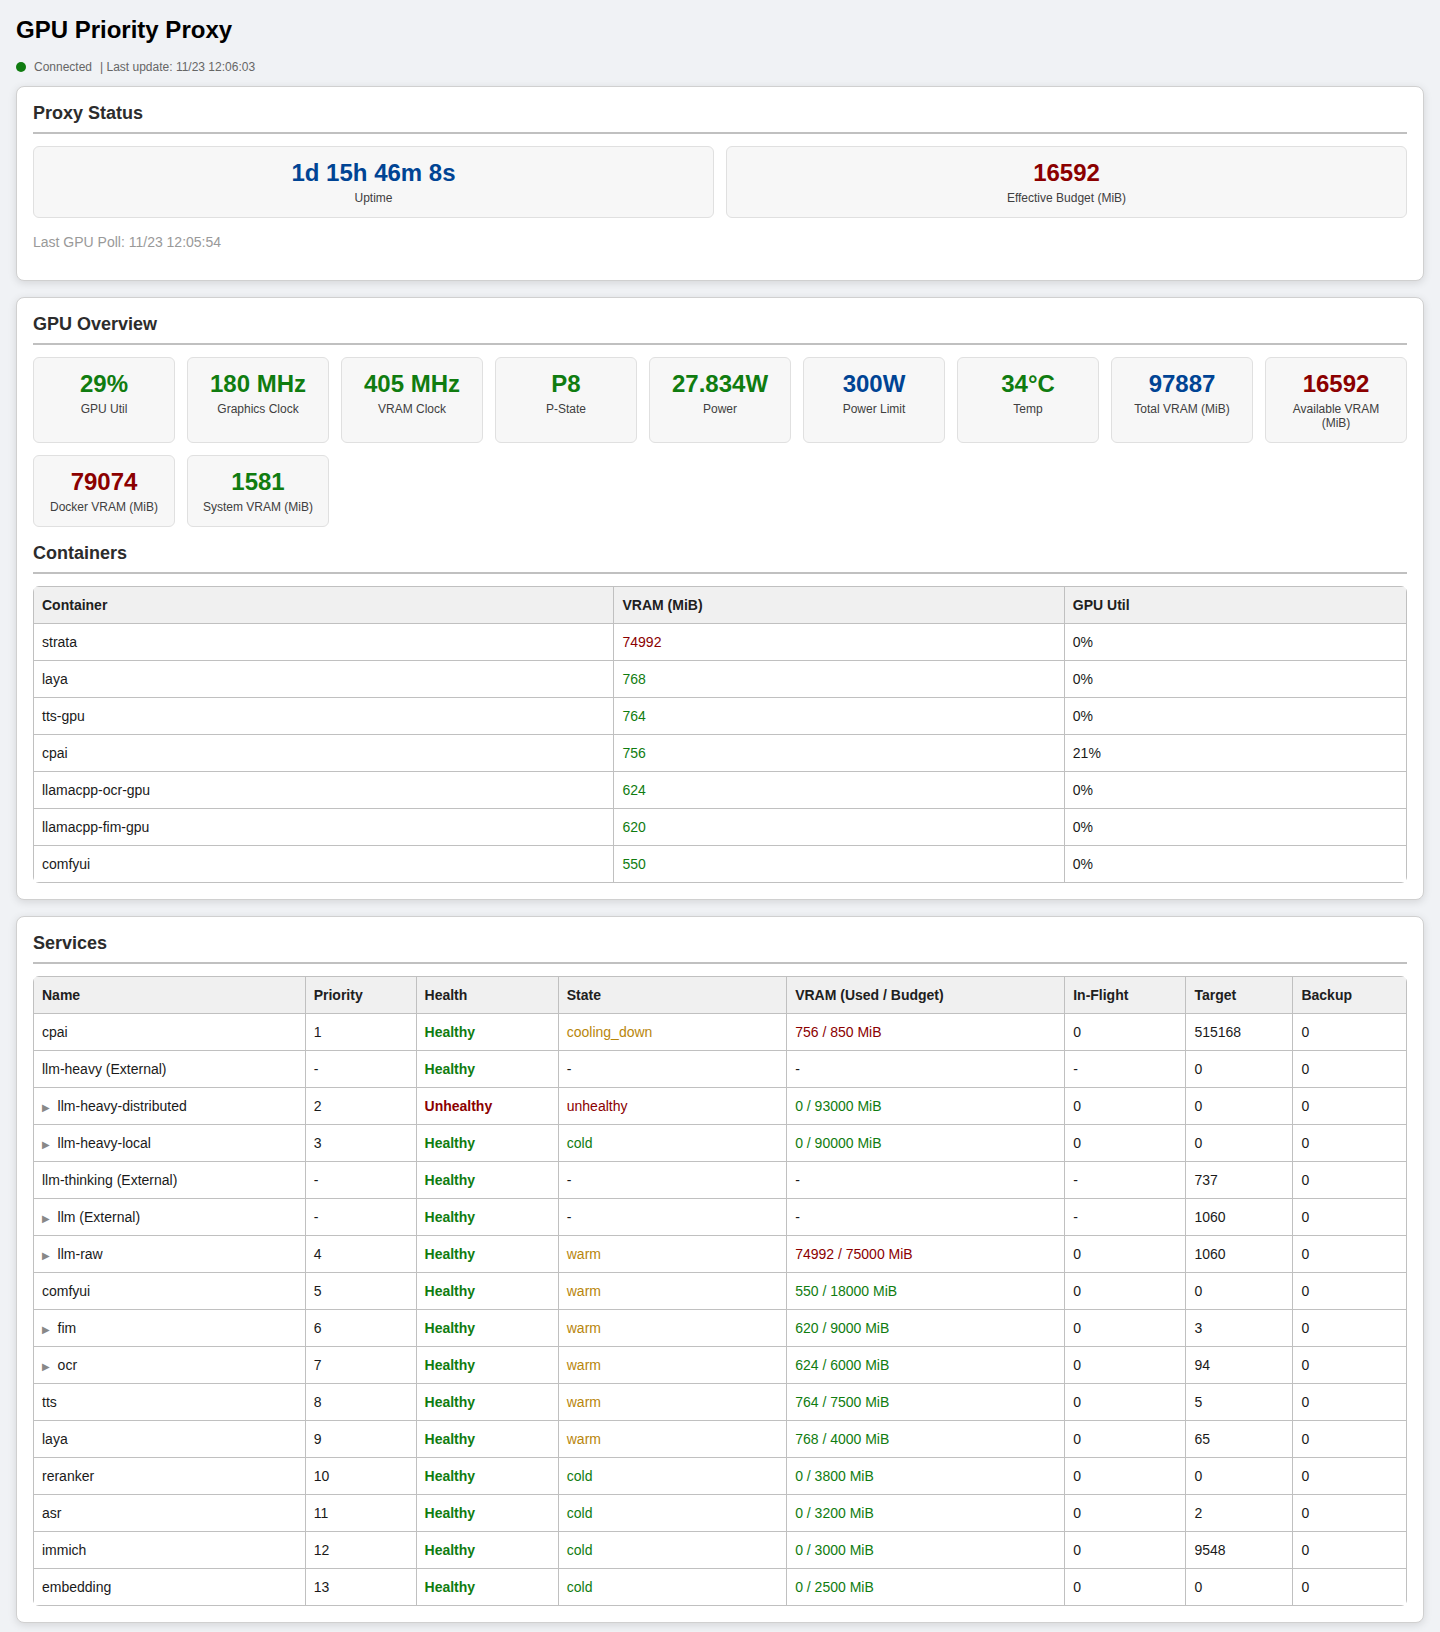 GPU Priority Proxy
Connected | Last update: 11/23 12:06:03
Proxy Status
1d 15h 46m 8s
Uptime
16592
Effective Budget (MiB)
Last GPU Poll: 11/23 12:05:54
GPU Overview
29%
GPU Util
180 MHz
Graphics Clock
405 MHz
VRAM Clock
P8
P-State
27.834W
Power
300W
Power Limit
34°C
Temp
97887
Total VRAM (MiB)
16592
Available VRAM
(MiB)
79074
Docker VRAM (MiB)
1581
System VRAM (MiB)
Containers
Container VRAM (MiB) GPU Util
strata 74992 0%
laya 768 0%
tts-gpu 764 0%
cpai 756 21%
llamacpp-ocr-gpu 624 0%
llamacpp-fim-gpu 620 0%
comfyui 550 0%
Services
Name Priority Health State VRAM (Used / Budget) In-Flight Target Backup
cpai 1 Healthy cooling_down 756 / 850 MiB 0 515168 0
llm-heavy (External) - Healthy - - - 0 0
▶ llm-heavy-distributed 2 Unhealthy unhealthy 0 / 93000 MiB 0 0 0
▶ llm-heavy-local 3 Healthy cold 0 / 90000 MiB 0 0 0
llm-thinking (External) - Healthy - - - 737 0
▶ llm (External) - Healthy - - - 1060 0
▶ llm-raw 4 Healthy warm 74992 / 75000 MiB 0 1060 0
comfyui 5 Healthy warm 550 / 18000 MiB 0 0 0
▶ fim 6 Healthy warm 620 / 9000 MiB 0 3 0
▶ ocr 7 Healthy warm 624 / 6000 MiB 0 94 0
tts 8 Healthy warm 764 / 7500 MiB 0 5 0
laya 9 Healthy warm 768 / 4000 MiB 0 65 0
reranker 10 Healthy cold 0 / 3800 MiB 0 0 0
asr 11 Healthy cold 0 / 3200 MiB 0 2 0
immich 12 Healthy cold 0 / 3000 MiB 0 9548 0
embedding 13 Healthy cold 0 / 2500 MiB 0 0 0